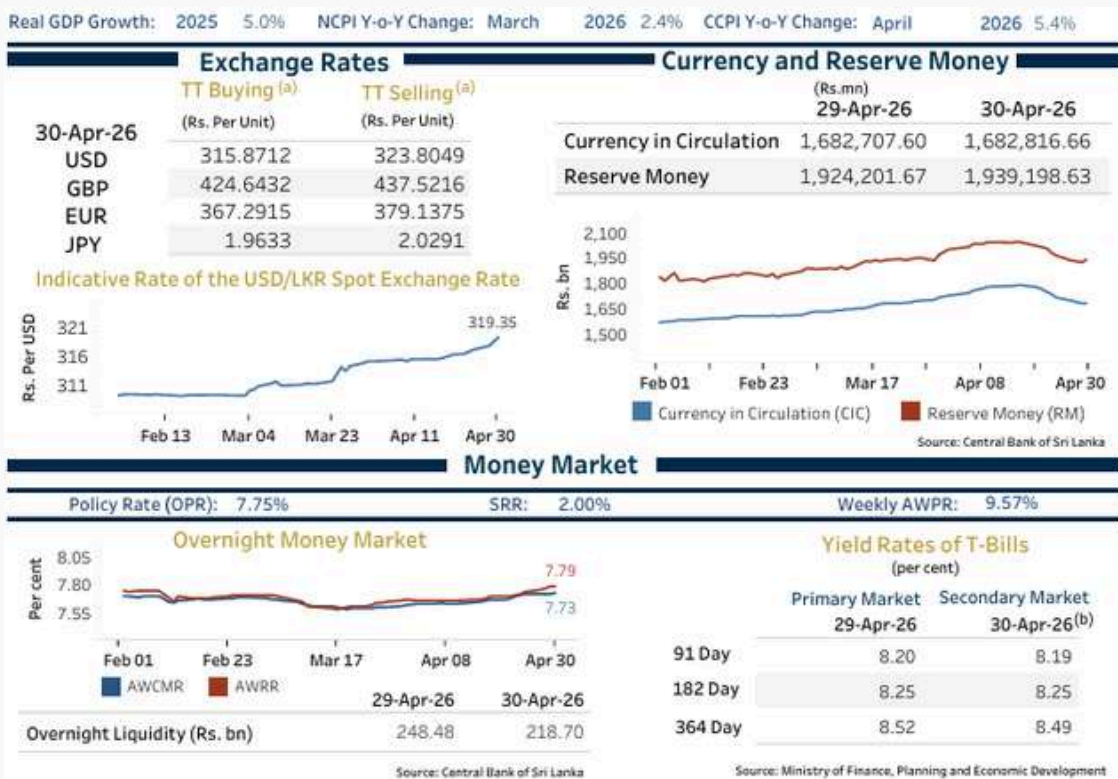 Real GDP Growth: 2025 5.0% NCPI Y-o-Y Change: March 2026 2.4% CCPI Y-o-Y Change: April 2026 5.4%
Exchange Rates
TT Buying (a) TT Selling (a)
(Rs. Per Unit) (Rs. Per Unit)
30-Apr-26
USD 315.8712 323.8049
GBP 424.6432 437.5216
EUR 367.2915 379.1375
JPY 1.9633 2.0291
Indicative Rate of the USD/LKR Spot Exchange Rate
Rs. Per USD
319.35
321
316
311
Feb 13 Mar 04 Mar 23 Apr 11 Apr 30
Currency and Reserve Money
(Rs.mn)
29-Apr-26 30-Apr-26
Currency in Circulation 1,682,707.60 1,682,816.66
Reserve Money 1,924,201.67 1,939,198.63
Rs. bn
2,100
1,950
1,800
1,650
1,500
Feb 01 Feb 23 Mar 17 Apr 08 Apr 30
Currency in Circulation (CIC) Reserve Money (RM)
Source: Central Bank of Sri Lanka
Money Market
Policy Rate (OPR): 7.75% SRR: 2.00% Weekly AWPR: 9.57%
Overnight Money Market
Per cent
8.05
7.80
7.55
7.79
7.73
Feb 01 Feb 23 Mar 17 Apr 08 Apr 30
AWCMR AWRR
29-Apr-26 30-Apr-26
Overnight Liquidity (Rs. bn) 248.48 218.70
Source: Central Bank of Sri Lanka
Yield Rates of T-Bills
(per cent)
Primary Market Secondary Market
29-Apr-26 30-Apr-26(b)
91 Day 8.20 8.19
182 Day 8.25 8.25
364 Day 8.52 8.49
Source: Ministry of Finance, Planning and Economic Development